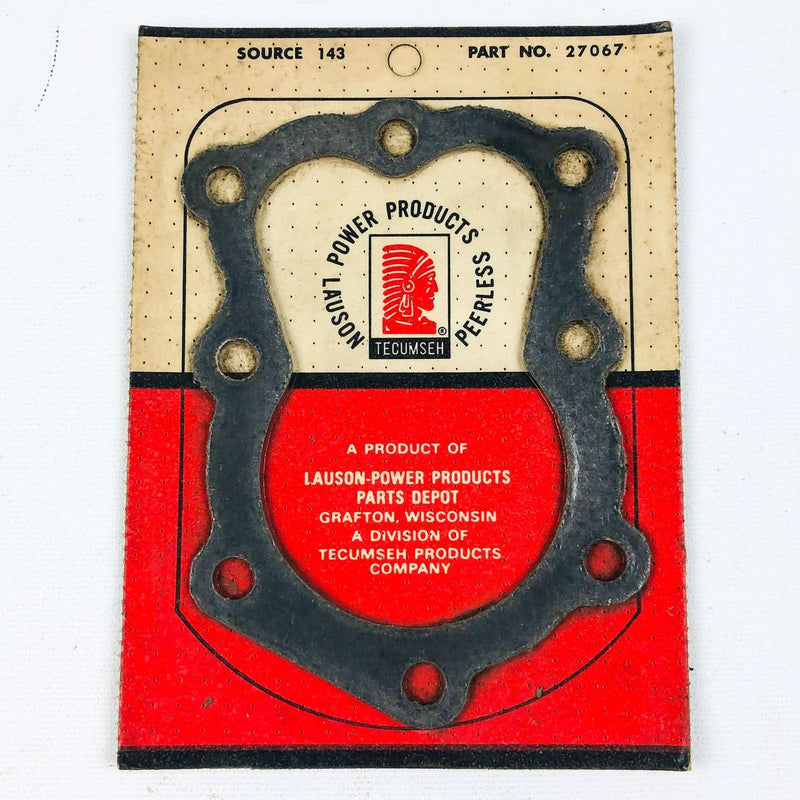 SOURCE 143
PART NO. 27067
LAUSON POWER PRODUCTS PEERLESS
®
TECUMSEH
A PRODUCT OF
LAUSON-POWER PRODUCTS
PARTS DEPOT
GRAFTON, WISCONSIN
A DIVISION OF
TECUMSEH PRODUCTS
COMPANY